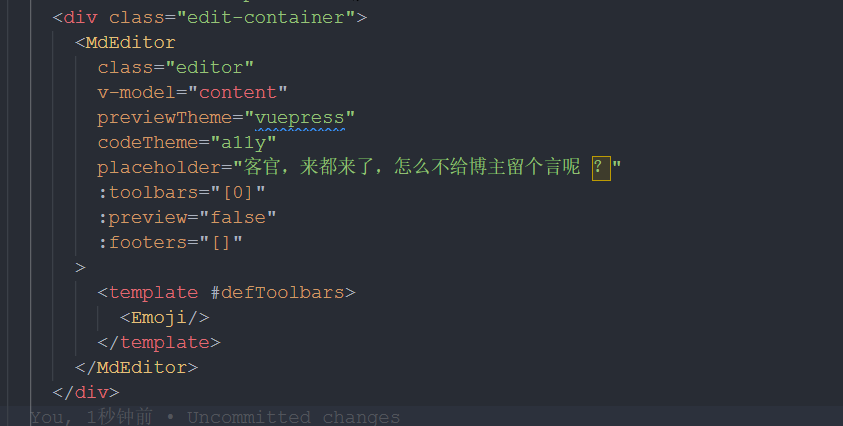 <div class="edit-container">
<MdEditor
class="editor"
v-model="content"
previewTheme="vuepress"
codeTheme="a11y"
placeholder="客官，来都来了，怎么不给博主留个言呢 ？"
:toolbars="[0]"
:preview="false"
:footers="[]"
>
<template #defToolbars>
<Emoji/>
</template>
</MdEditor>
</div>
You, 1秒钟前 • Uncommitted changes